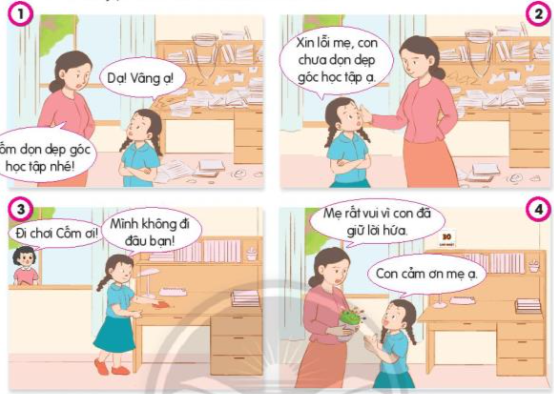 1
Dạ! Vâng ạ!
ốm dọn dẹp góc
học tập nhé!
2
Xin lỗi mẹ, con
chưa dọn dẹp
góc học tập ạ.
3
Đi chơi Cốm ơi!
Mình không đi
đâu bạn!
4
Mẹ rất vui vì con đã
giữ lời hứa.
Con cảm ơn mẹ ạ.
30